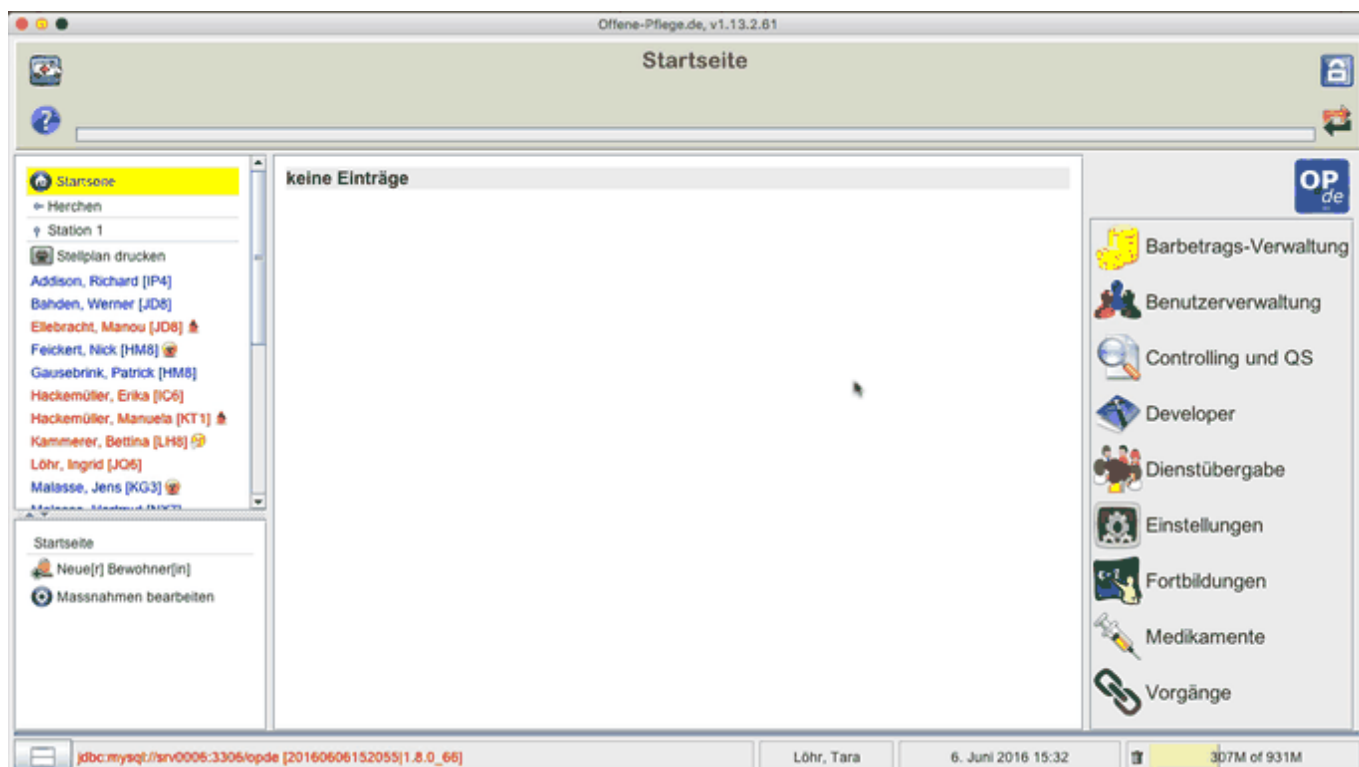 Offene-Pflege.de, v1.13.2.61
Startseite
Startseite
Herchen
Station 1
Stellplan drucken
Addison, Richard [IP4]
Bahden, Werner [JD8]
Ellebracht, Manou [JD8]
Feickert, Nick [HM8]
Gausebrink, Patrick [HM8]
Hackemüller, Erika [IC6]
Hackemüller, Manuela [KT1]
Kammerer, Bettina [LH8]
Löhr, Ingrid [JQ6]
Malasse, Jens [KG3]
Startseite
Neue[r] Bewohner[in]
Massnahmen bearbeiten
keine Einträge
OP
de
Barbetrags-Verwaltung
Benutzerverwaltung
Controlling und QS
Developer
Dienstübergabe
Einstellungen
Fortbildungen
Medikamente
Vorgänge
jdbc:mysql://srv0006:3306/opde [20160606152055|1.8.0_66]
Löhr, Tara
6. Juni 2016 15:32
307M of 931M